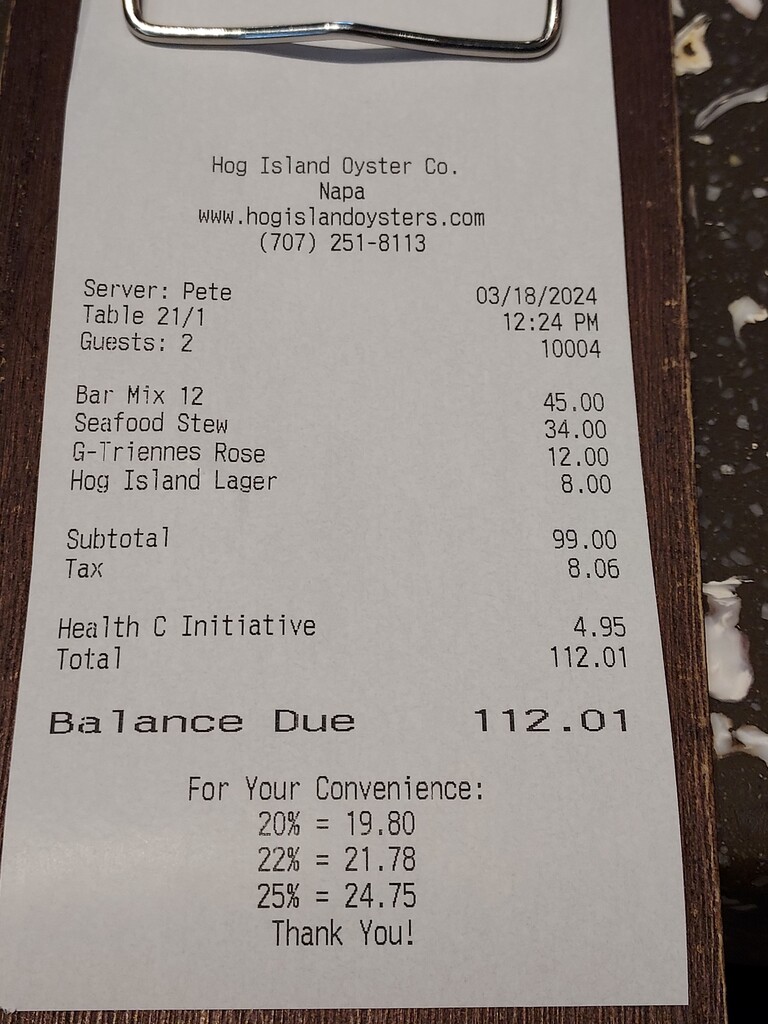 Hog Island Oyster Co.
Napa
www.hogislandoysters.com
(707) 251-8113
Server: Pete 03/18/2024
Table 21/1 12:24 PM
Guests: 2 10004
Bar Mix 12 45.00
Seafood Stew 34.00
G-Triennes Rose 12.00
Hog Island Lager 8.00
Subtotal 99.00
Tax 8.06
Health C Initiative 4.95
Total 112.01
Balance Due 112.01
For Your Convenience:
20% = 19.80
22% = 21.78
25% = 24.75
Thank You!